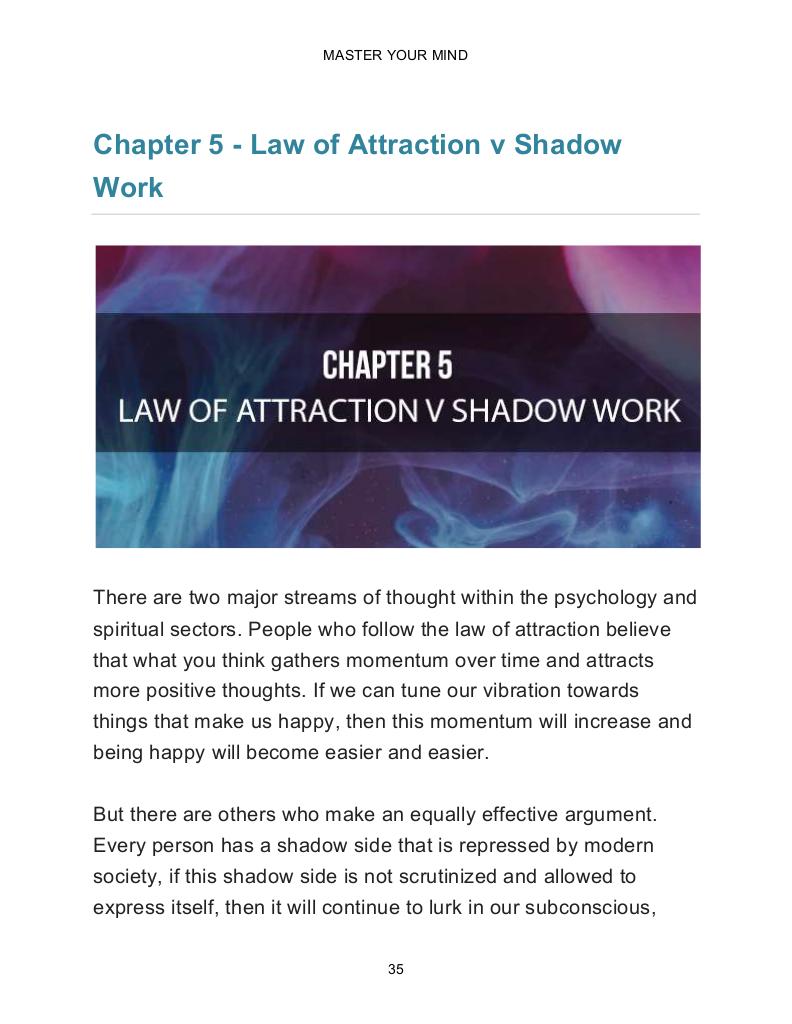 MASTER YOUR MIND
Chapter 5 - Law of Attraction v Shadow
Work
CHAPTER 5
LAW OF ATTRACTION V SHADOW WORK
There are two major streams of thought within the psychology and
spiritual sectors. People who follow the law of attraction believe
that what you think gathers momentum over time and attracts
more positive thoughts. If we can tune our vibration towards
things that make us happy, then this momentum will increase and
being happy will become easier and easier.
But there are others who make an equally effective argument.
Every person has a shadow side that is repressed by modern
society, if this shadow side is not scrutinized and allowed to
express itself, then it will continue to lurk in our subconscious,
35